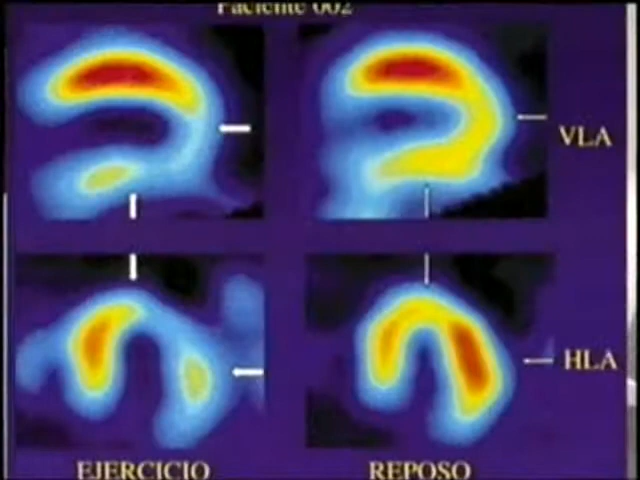 Paciente 002
VLA
HLA
EJERCICIO
REPOSO